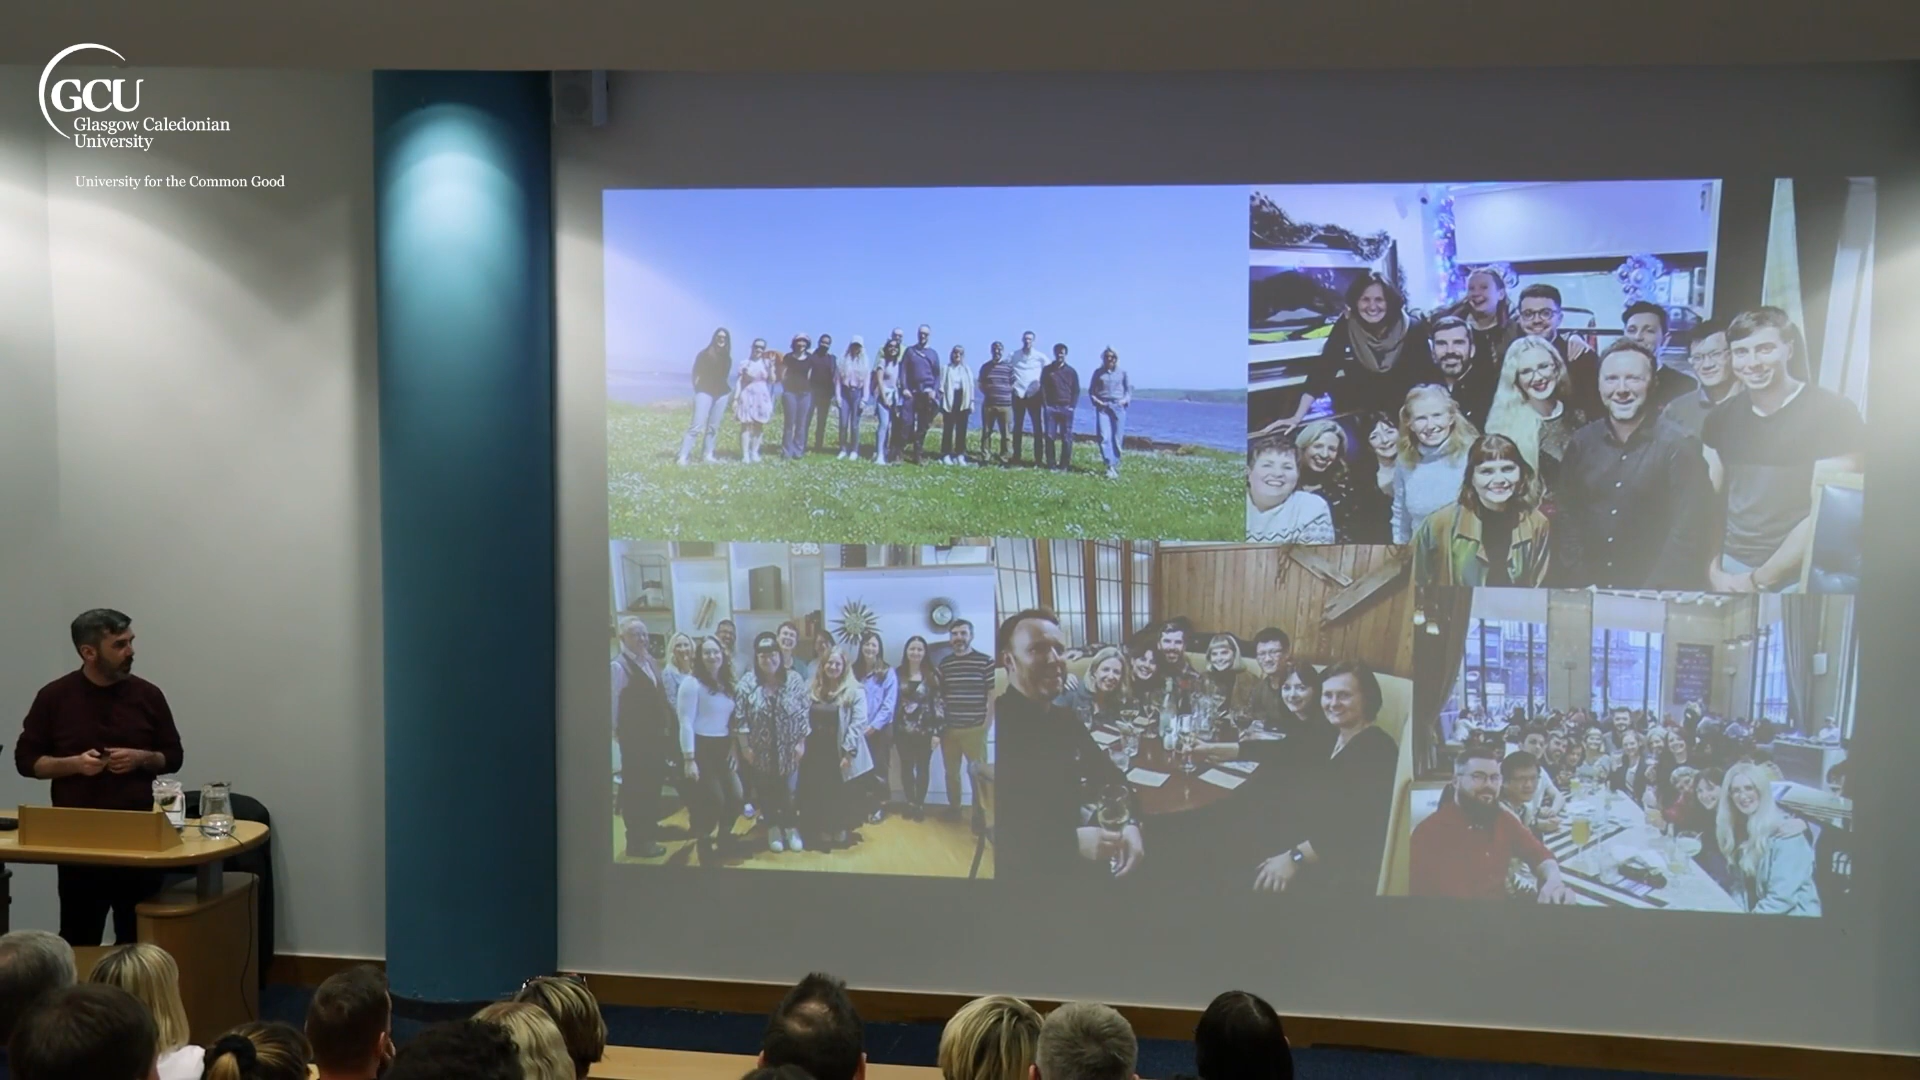 GCU
Glasgow Caledonian
University
University for the Common Good